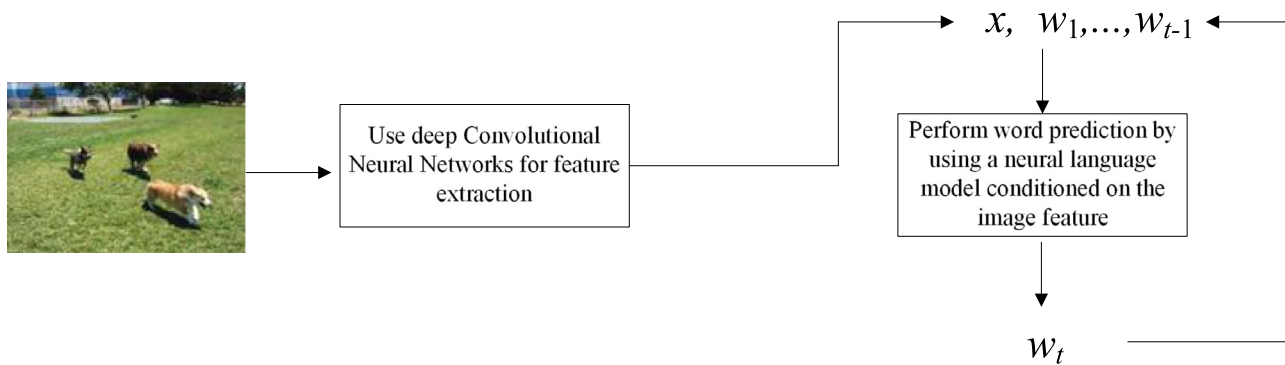 x, w₁,...,wₜ₋₁
Use deep Convolutional
Neural Networks for feature
extraction
Perform word prediction by
using a neural language
model conditioned on the
image feature
wₜ